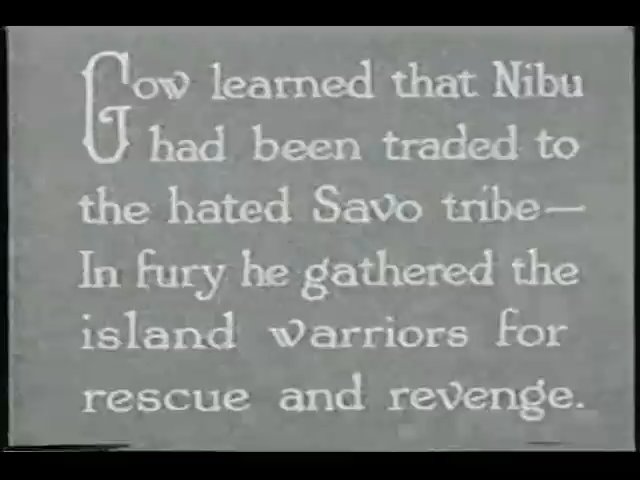 Gow learned that Nibu
had been traded to
the hated Savo tribe—
In fury he gathered the
island warriors for
rescue and revenge.